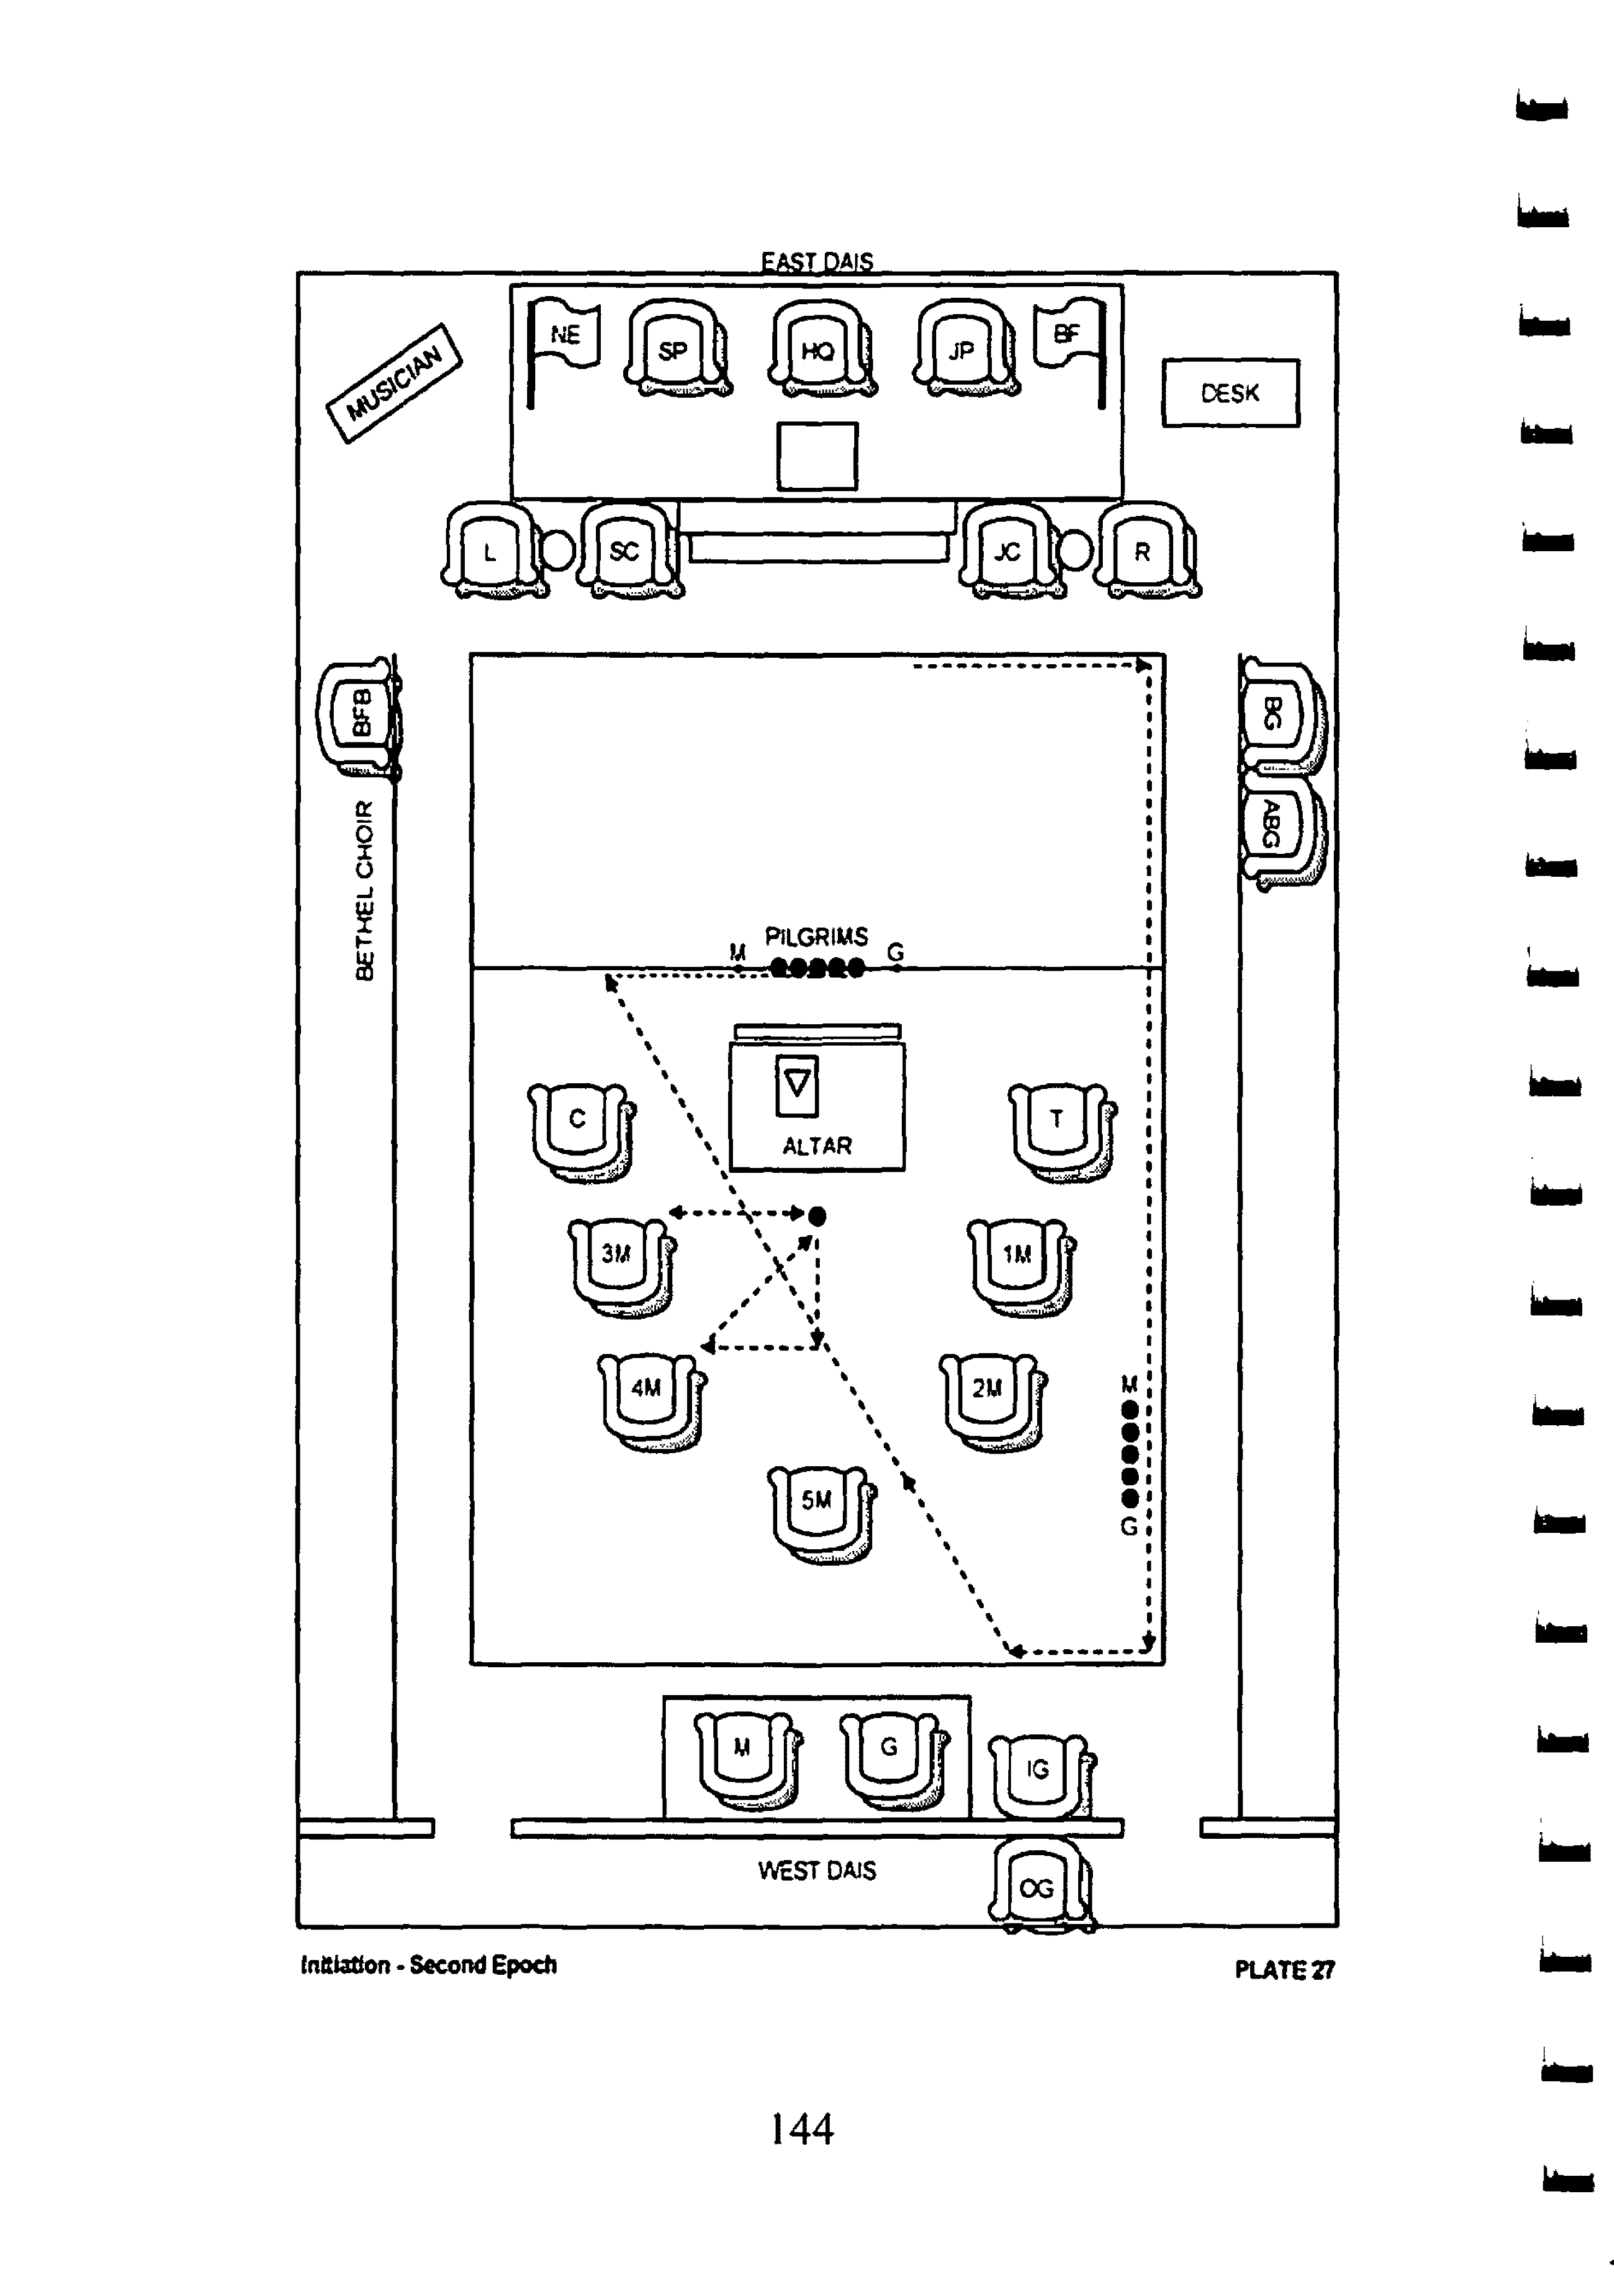 EAST DAIS
NE
SP
HQ
JP
BF
MUSICIAN
DESK
L
SC
JC
R
BFB
BG
ABG
BETHEL CHOIR
PILGRIMS
M
G
C
T
ALTAR
3M
1M
4M
2M
M
5M
G
M
G
IG
WEST DAIS
OG
Initiation - Second Epoch
PLATE 27
144